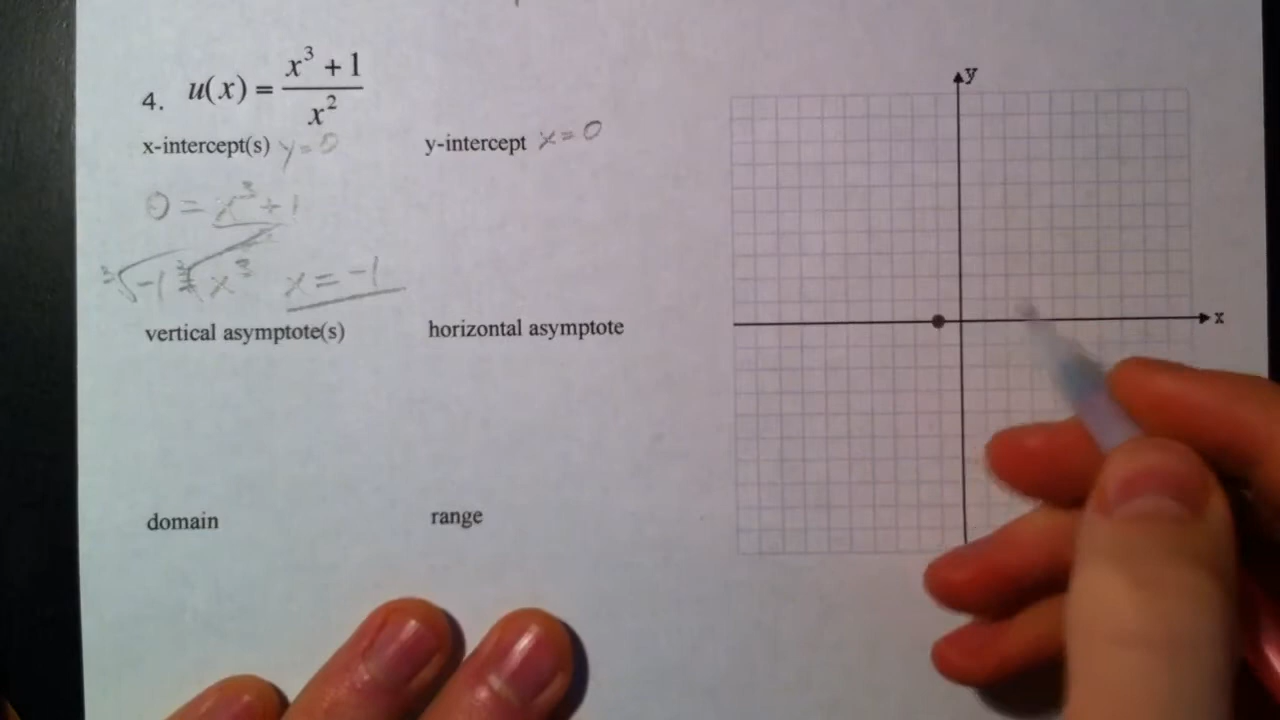 4. u(x) = (x³ + 1) / x²
x-intercept(s) y = 0
y-intercept x = 0
0 = x³ + 1
∛-1 = ∛x³ x = -1
vertical asymptote(s)
horizontal asymptote
domain
range
y
x